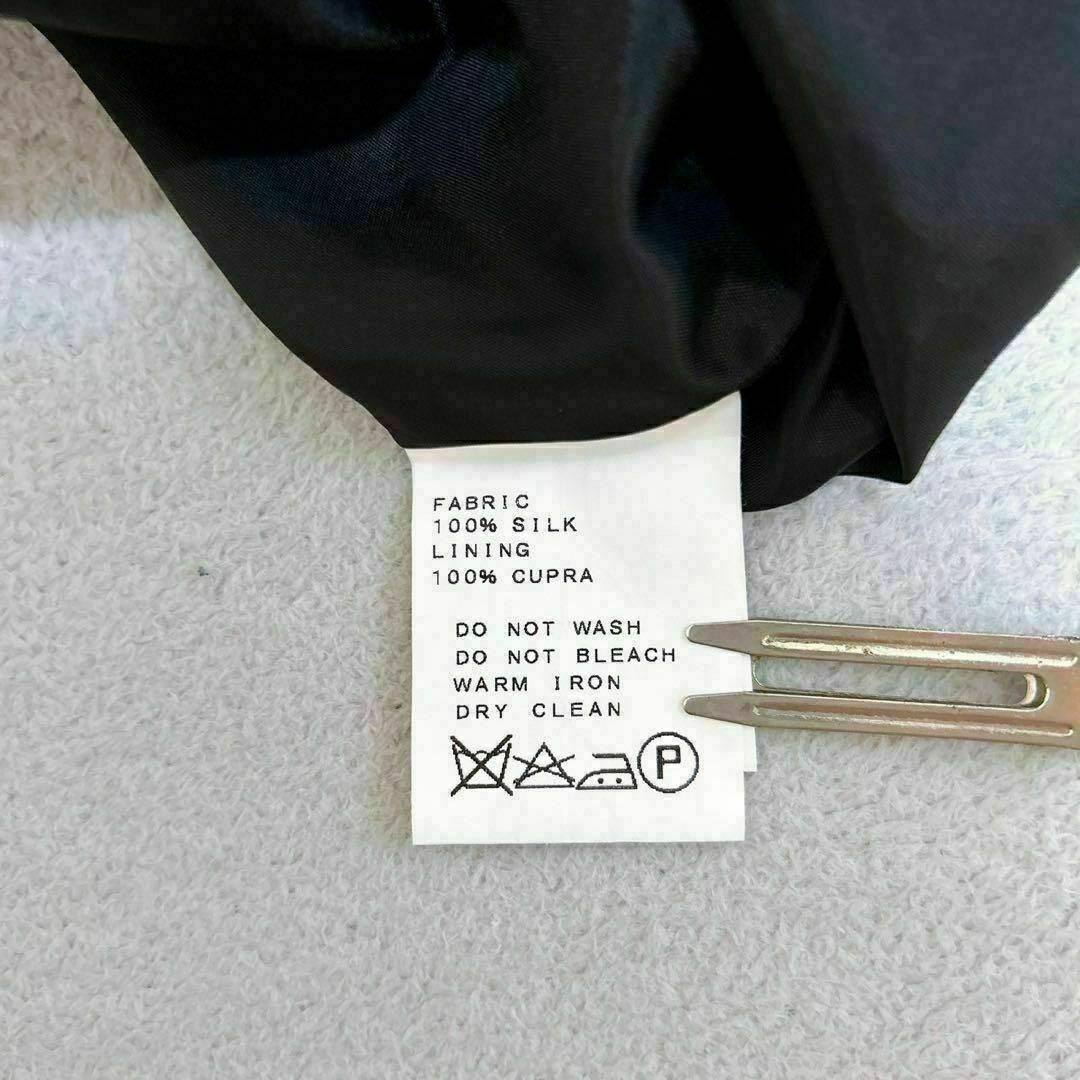 FABRIC
100% SILK
LINING
100% CUPRA
DO NOT WASH
DO NOT BLEACH
WARM IRON
DRY CLEAN
P